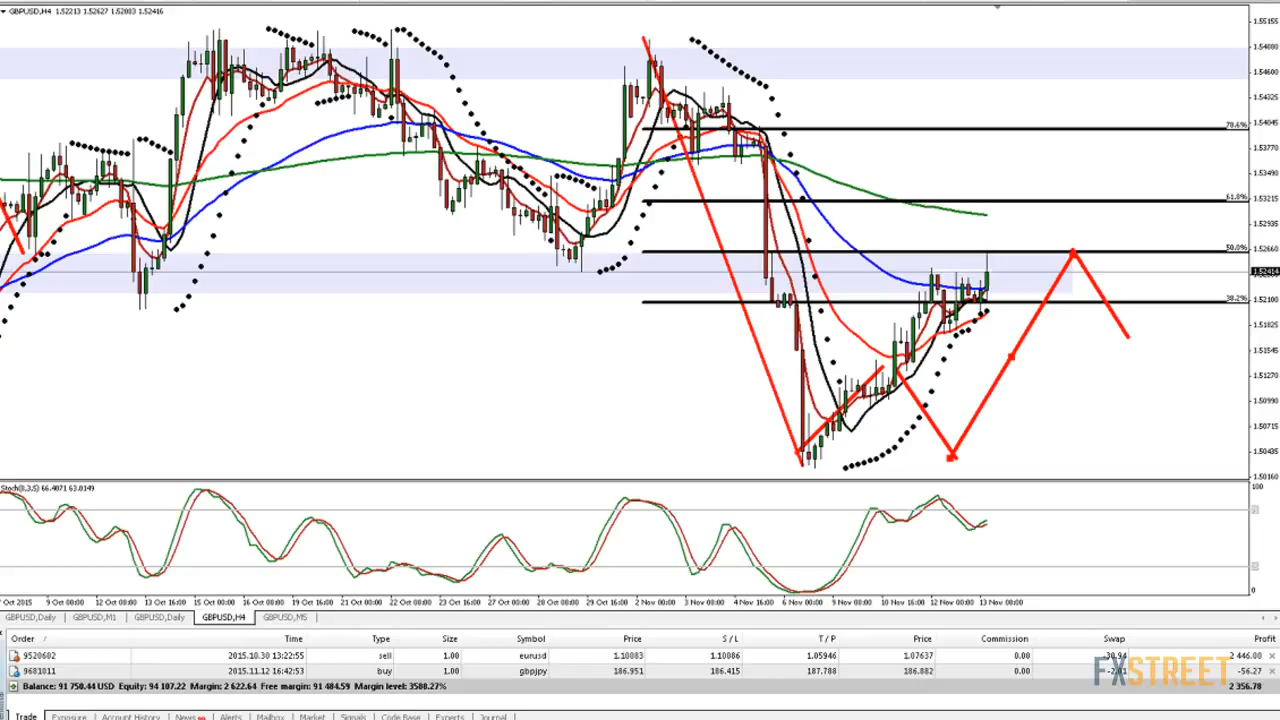 GBPUSD,H4 1.52213 1.52627 1.52083 1.52416
1.55155
1.54880
1.54600
1.54325
1.54045
78.6%
1.53770
1.53490
61.8%
1.53215
1.52935
50.0%
1.52660
1.52416
38.2%
1.52100
1.51825
1.51545
1.51270
1.50990
1.50715
1.50435
1.50160
Stoch(8,3,5) 66.4071 63.0149
100
0
Oct 2015 9 Oct 08:00 12 Oct 08:00 13 Oct 16:00 15 Oct 00:00 16 Oct 08:00 19 Oct 16:00 21 Oct 00:00 22 Oct 08:00 23 Oct 16:00 27 Oct 00:00 28 Oct 08:00 29 Oct 16:00 2 Nov 00:00 3 Nov 08:00 4 Nov 16:00 6 Nov 00:00 9 Nov 08:00 10 Nov 16:00 12 Nov 00:00 13 Nov 08:00
GBPUSD,Daily GBPUSD,M1 GBPUSD,Daily GBPUSD,H4 GBPUSD,M5
Order / Time Type Size Symbol Price S / L T / P Price Commission Swap Profit
9520602 2015.10.30 13:22:55 sell 1.00 eurusd 1.10083 1.10086 1.05946 1.07637 0.00 2 446.00
9681011 2015.11.12 16:42:53 buy 1.00 gbpjpy 186.951 186.415 187.788 186.882 0.00 -56.27
Balance: 91 750.44 USD Equity: 94 107.22 Margin: 2 622.64 Free margin: 91 484.59 Margin level: 3588.27% 2 356.78
FXSTREET
Trade Exposure Account History News Alerts Mailbox Market Signals Code Base Experts Journal